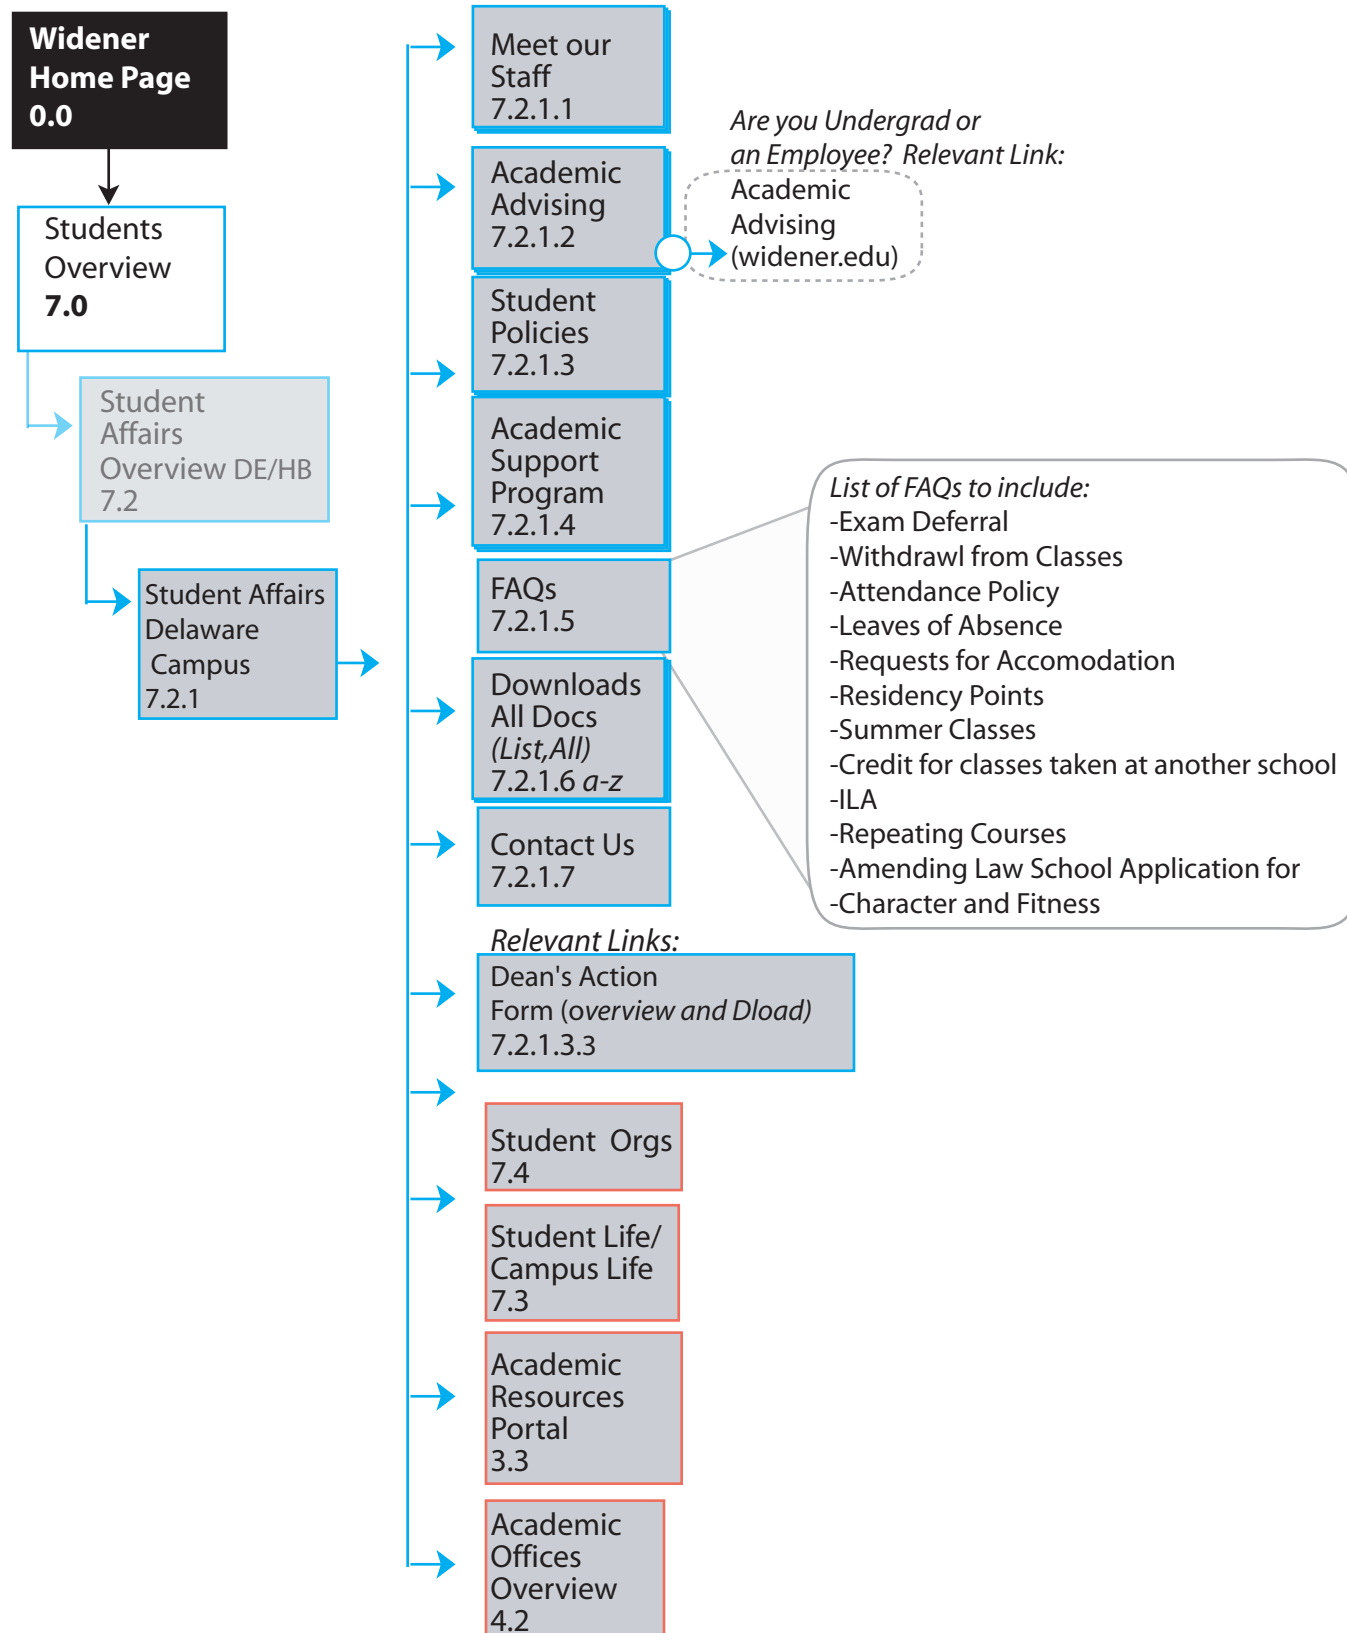 Widener
Home Page
0.0
Students
Overview
7.0
Student
Affairs
Overview DE/HB
7.2
Student Affairs
Delaware
Campus
7.2.1
Meet our
Staff
7.2.1.1
Academic
Advising
7.2.1.2
Are you Undergrad or
an Employee?  Relevant Link:
Academic
Advising
(widener.edu)
Student
Policies
7.2.1.3
Academic
Support
Program
7.2.1.4
FAQs
7.2.1.5
List of FAQs to include:
-Exam Deferral
-Withdrawl from Classes
-Attendance Policy
-Leaves of Absence
-Requests for Accomodation
-Residency Points
-Summer Classes
-Credit for classes taken at another school
-ILA
-Repeating Courses
-Amending Law School Application for
-Character and Fitness
Downloads
All Docs
(List,All)
7.2.1.6 a-z
Contact Us
7.2.1.7
Relevant Links:
Dean's Action
Form (overview and Dload)
7.2.1.3.3
Student  Orgs
7.4
Student Life/
Campus Life
7.3
Academic
Resources
Portal
3.3
Academic
Offices
Overview
4.2